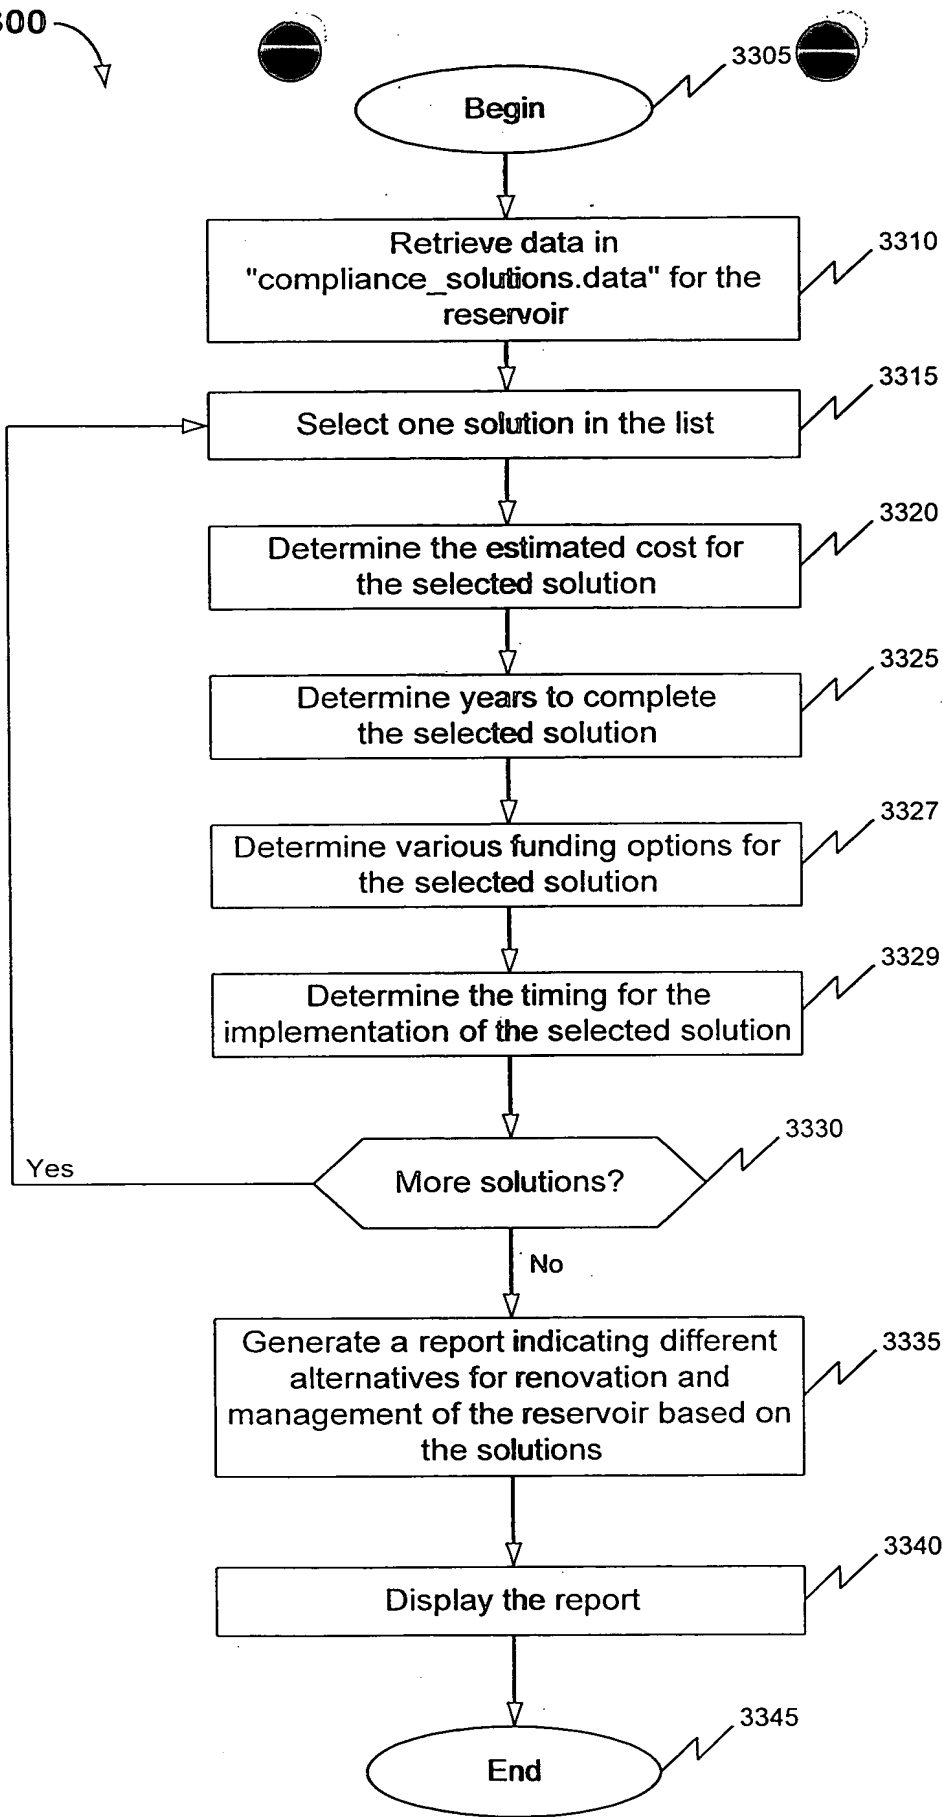 300
3305
Begin
Retrieve data in
"compliance_solutions.data" for the
reservoir
3310
3315
Select one solution in the list
3320
Determine the estimated cost for
the selected solution
3325
Determine years to complete
the selected solution
3327
Determine various funding options for
the selected solution
3329
Determine the timing for the
implementation of the selected solution
3330
More solutions?
Yes
No
Generate a report indicating different
alternatives for renovation and
management of the reservoir based on
the solutions
3335
3340
Display the report
3345
End